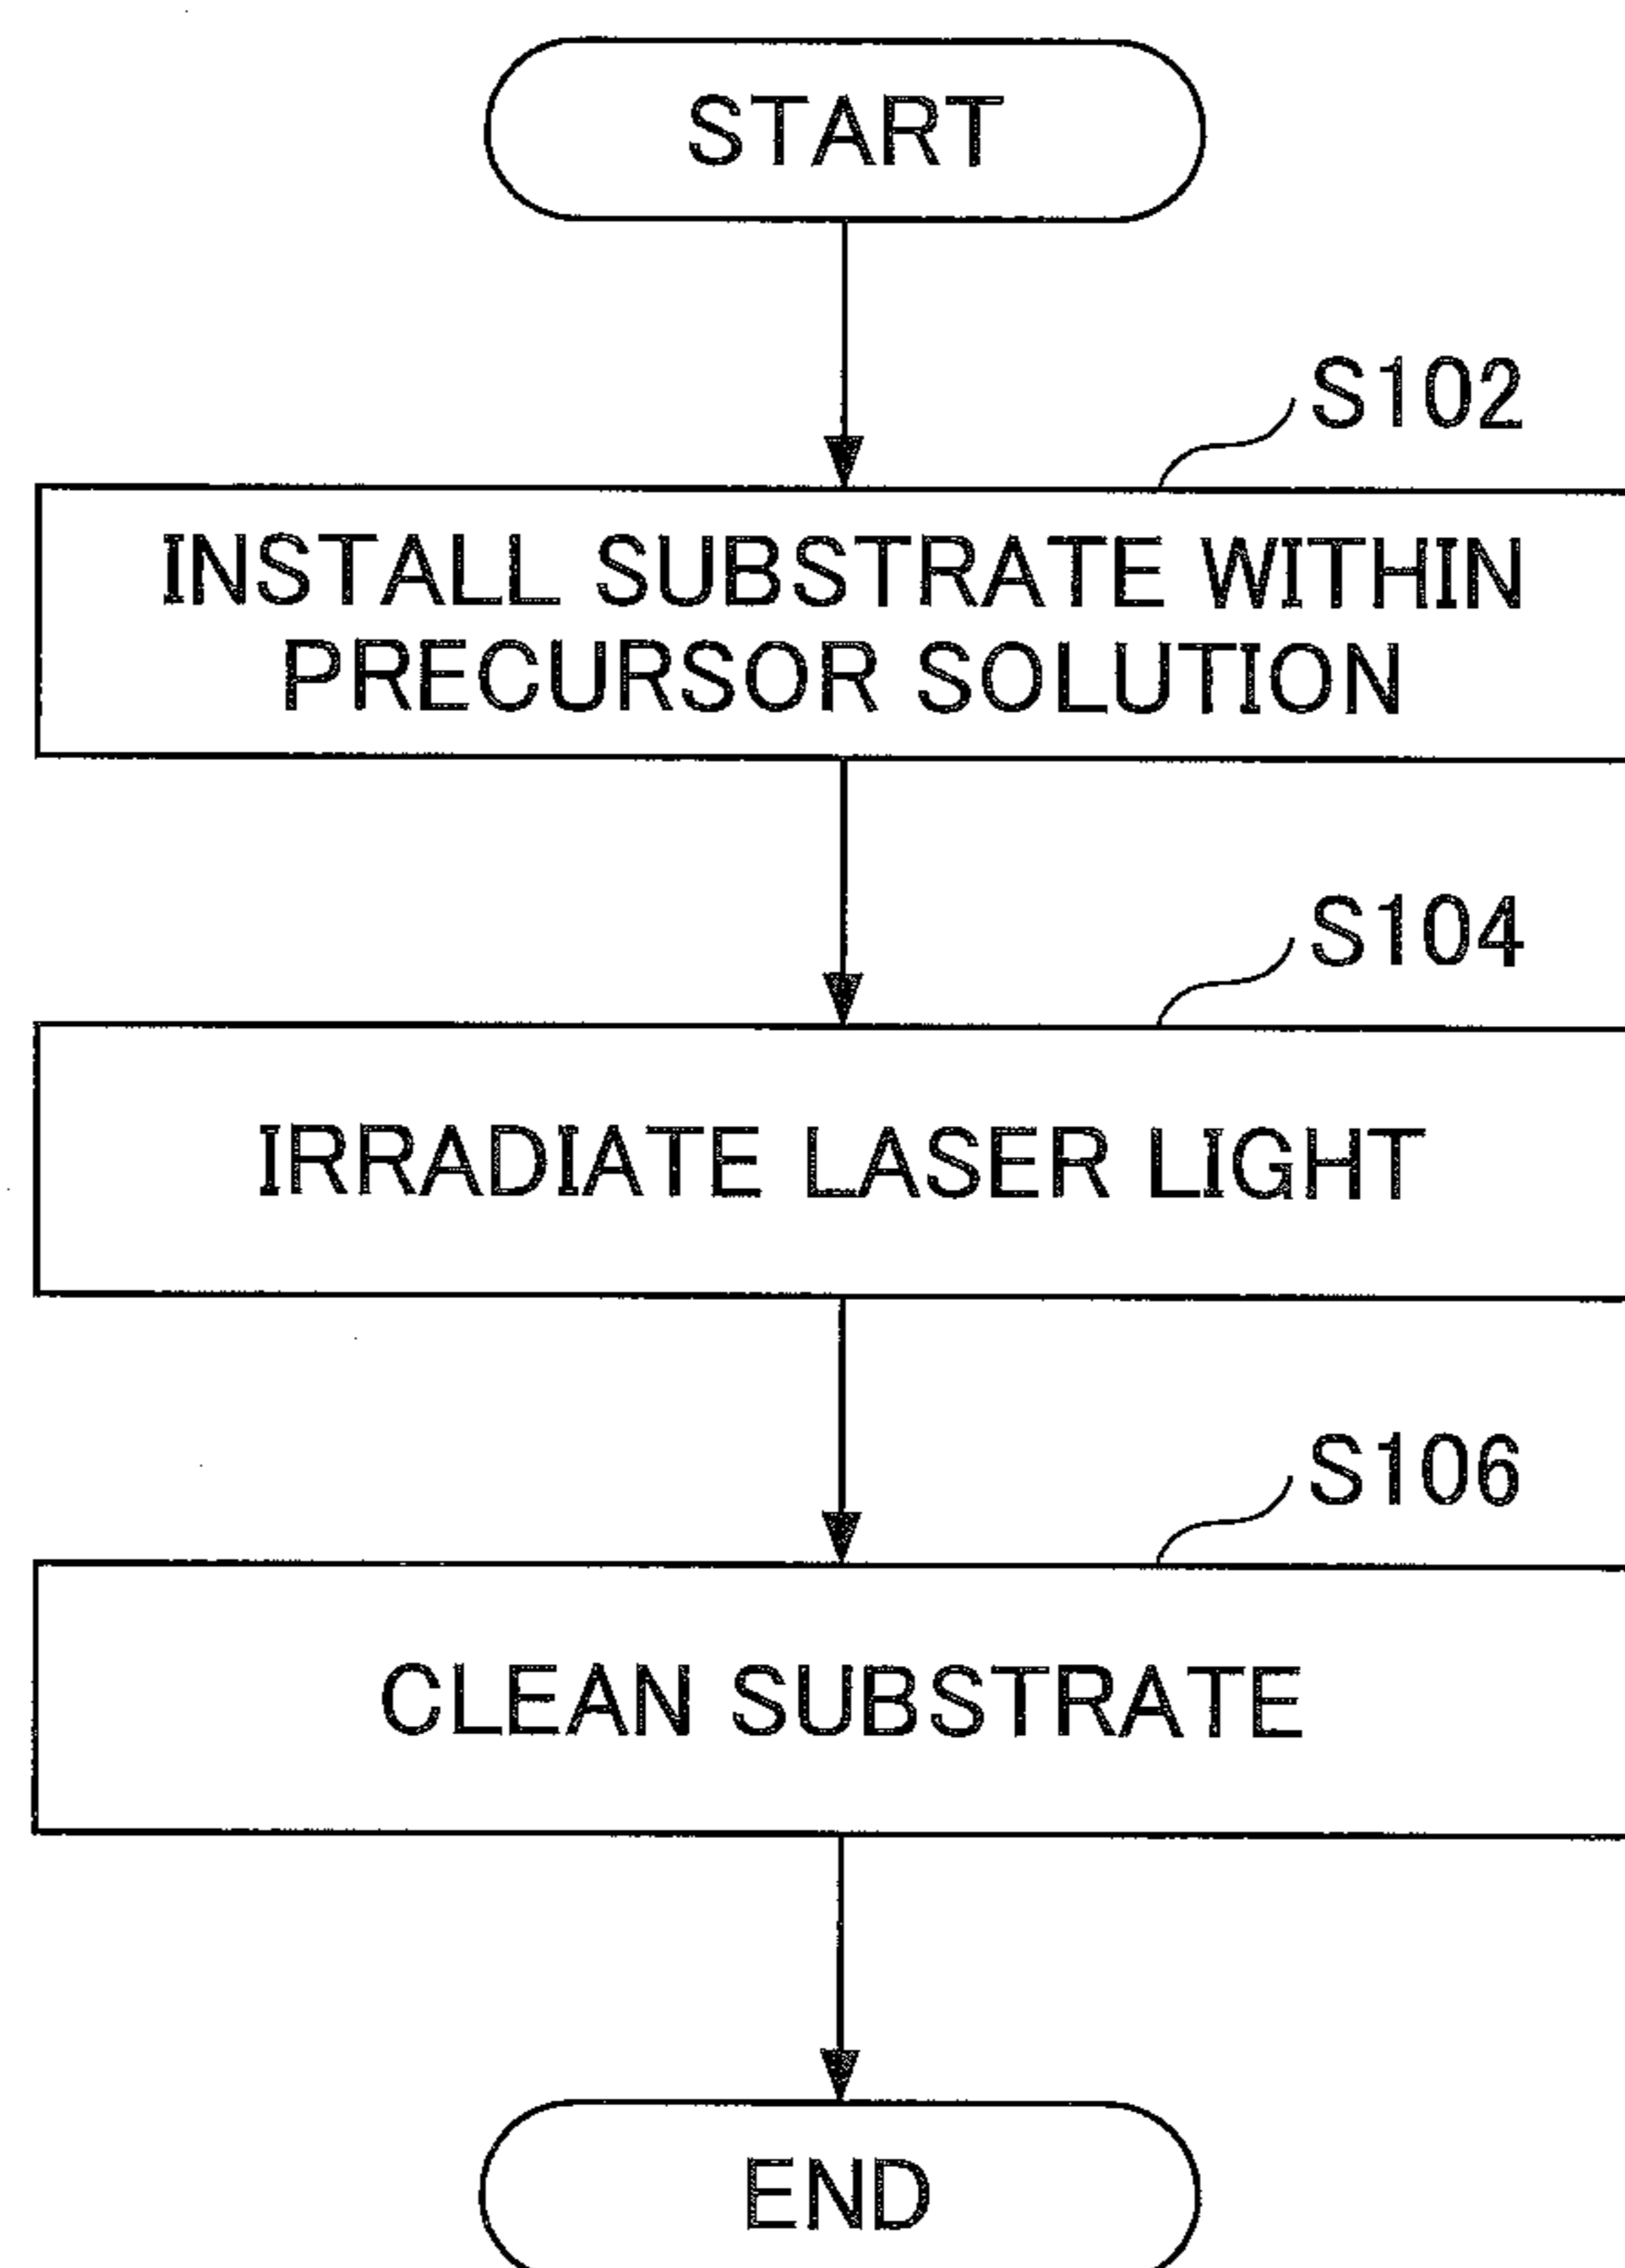 START
S102
INSTALL SUBSTRATE WITHIN
PRECURSOR SOLUTION
S104
IRRADIATE LASER LIGHT
S106
CLEAN SUBSTRATE
END